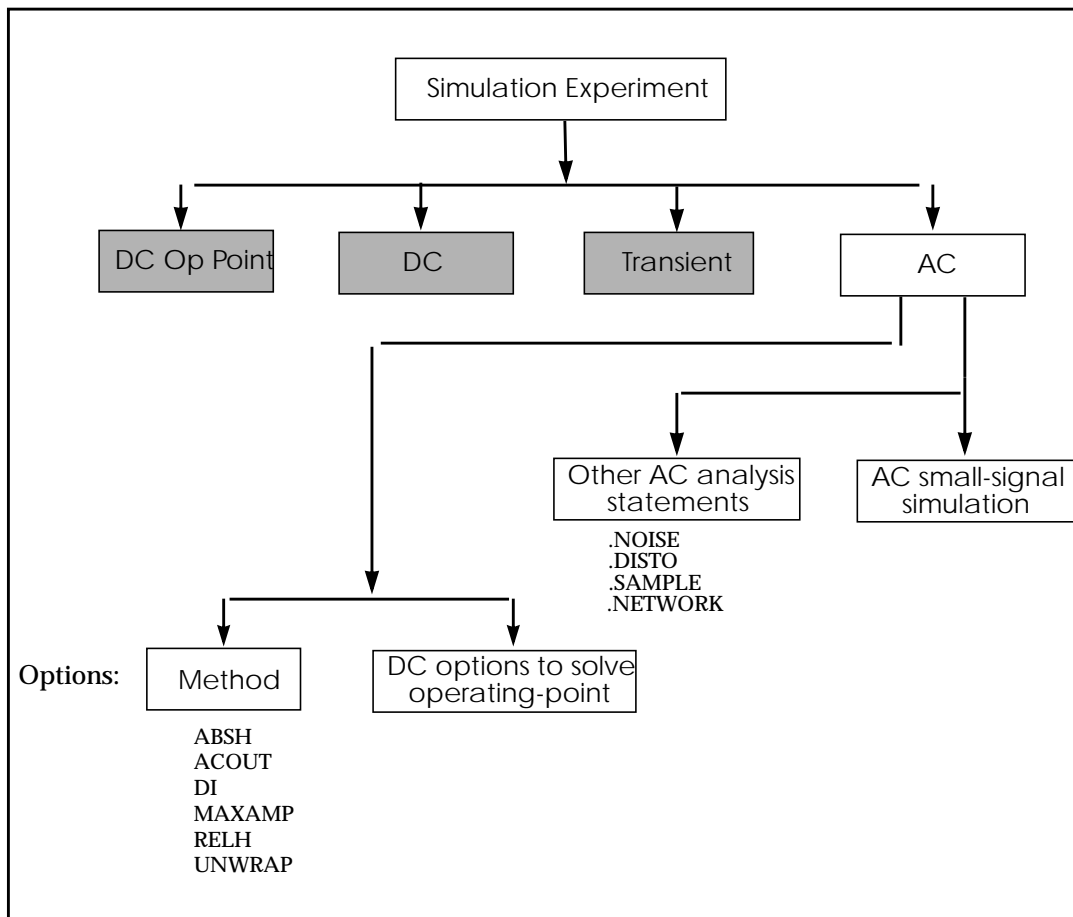 Simulation Experiment
DC Op Point
DC
Transient
AC
Other AC analysis
statements
AC small-signal
simulation
.NOISE
.DISTO
.SAMPLE
.NETWORK
Options:
Method
DC options to solve
operating-point
ABSH
ACOUT
DI
MAXAMP
RELH
UNWRAP